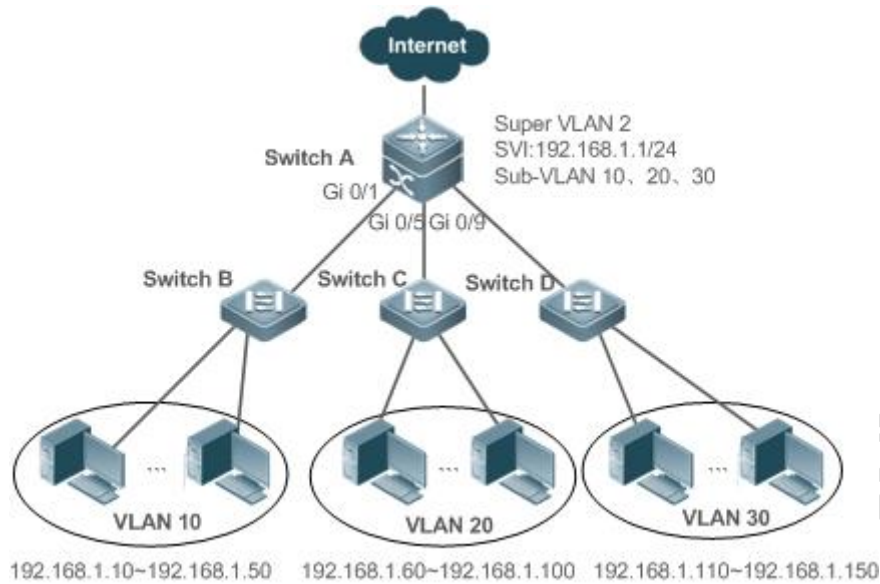 Internet
Super VLAN 2
SVI:192.168.1.1/24
Sub-VLAN 10、20、30
Switch A
Gi 0/1
Gi 0/5
Gi 0/9
Switch B
Switch C
Switch D
...
...
...
VLAN 10
VLAN 20
VLAN 30
192.168.1.10~192.168.1.50
192.168.1.60~192.168.1.100
192.168.1.110~192.168.1.150